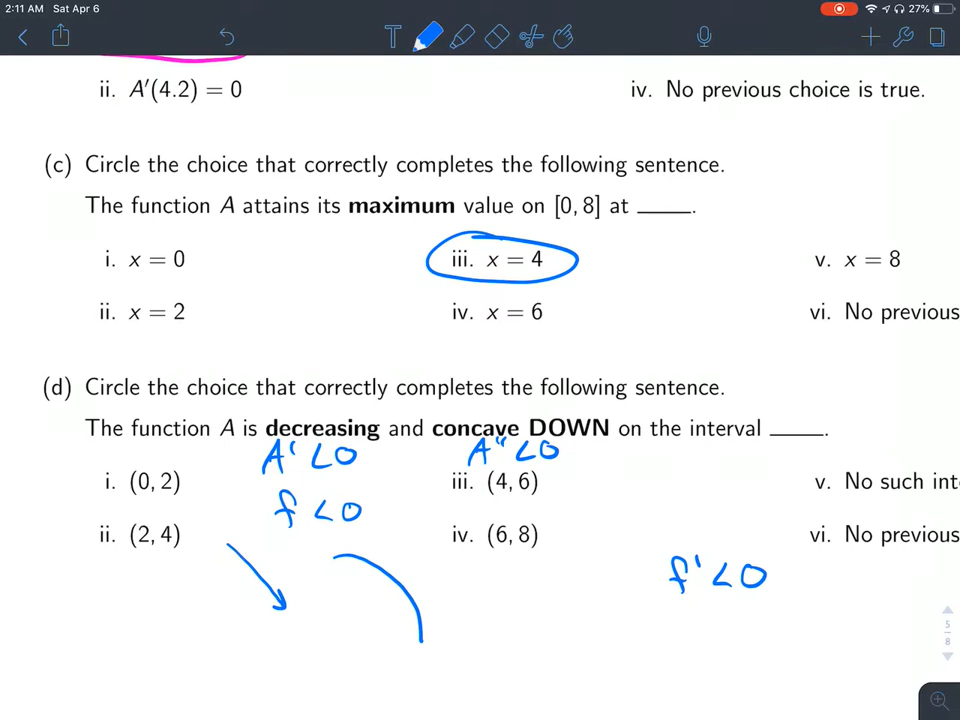 2:11 AM Sat Apr 6 27%
T
ii. A′(4.2) = 0 iv. No previous choice is true.
(c) Circle the choice that correctly completes the following sentence.
The function A attains its maximum value on [0, 8] at _____.
i. x = 0 iii. x = 4 v. x = 8
ii. x = 2 iv. x = 6 vi. No previous
(d) Circle the choice that correctly completes the following sentence.
The function A is decreasing and concave DOWN on the interval _____.
A' < 0 A" < 0
i. (0, 2) iii. (4, 6) v. No such int
f < 0
ii. (2, 4) iv. (6, 8) vi. No previous
f' < 0
5
8